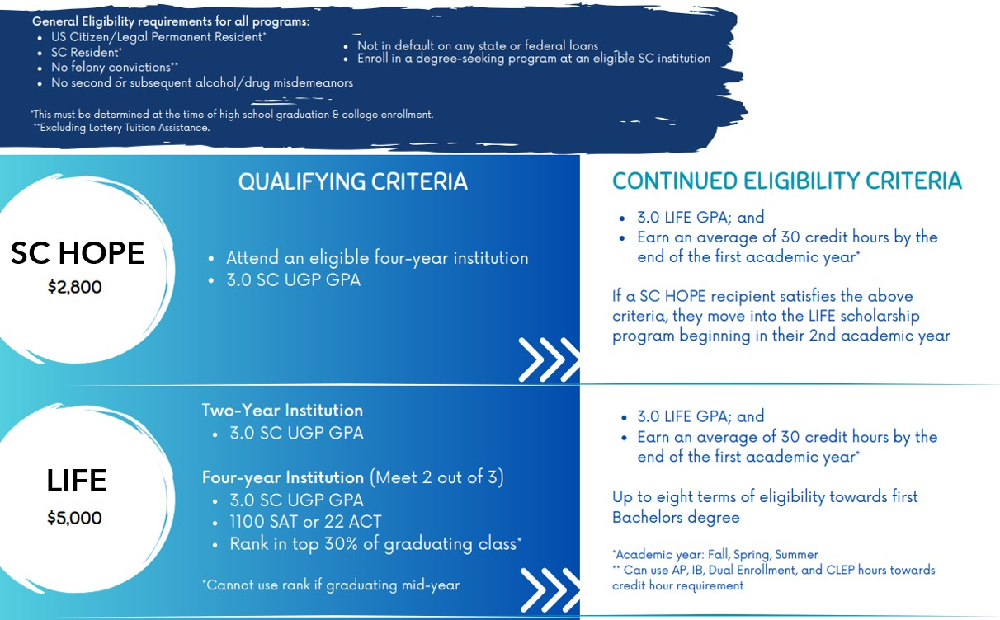 General Eligibility requirements for all programs:
• US Citizen/Legal Permanent Resident*
• SC Resident*
• No felony convictions**
• No second or subsequent alcohol/drug misdemeanors
• Not in default on any state or federal loans
• Enroll in a degree-seeking program at an eligible SC institution
*This must be determined at the time of high school graduation & college enrollment.
**Excluding Lottery Tuition Assistance.
QUALIFYING CRITERIA
CONTINUED ELIGIBILITY CRITERIA
SC HOPE
$2,800
• Attend an eligible four-year institution
• 3.0 SC UGP GPA
• 3.0 LIFE GPA; and
• Earn an average of 30 credit hours by the
end of the first academic year*
If a SC HOPE recipient satisfies the above
criteria, they move into the LIFE scholarship
program beginning in their 2nd academic year
LIFE
$5,000
Two-Year Institution
• 3.0 SC UGP GPA
Four-year Institution (Meet 2 out of 3)
• 3.0 SC UGP GPA
• 1100 SAT or 22 ACT
• Rank in top 30% of graduating class*
*Cannot use rank if graduating mid-year
• 3.0 LIFE GPA; and
• Earn an average of 30 credit hours by the
end of the first academic year*
Up to eight terms of eligibility towards first
Bachelors degree
*Academic year: Fall, Spring, Summer
** Can use AP, IB, Dual Enrollment, and CLEP hours towards
credit hour requirement